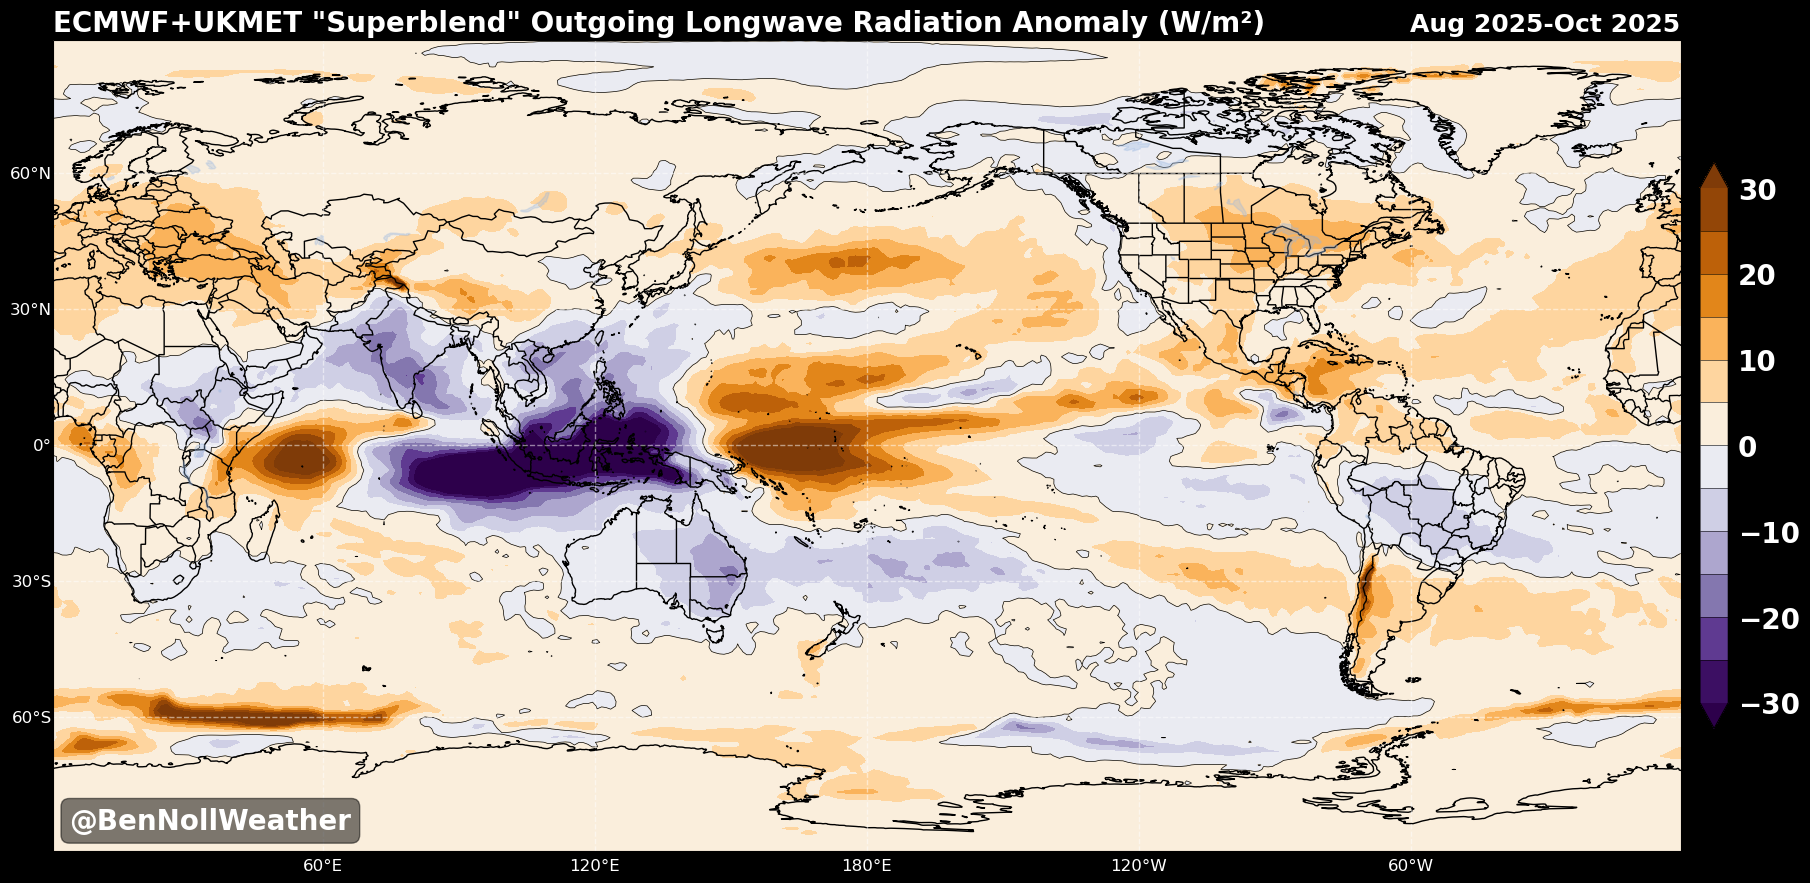 ECMWF+UKMET "Superblend" Outgoing Longwave Radiation Anomaly (W/m²)
Aug 2025-Oct 2025
60°N
30°N
0°
30°S
60°S
60°E
120°E
180°E
120°W
60°W
30
20
10
0
−10
−20
−30
@BenNollWeather